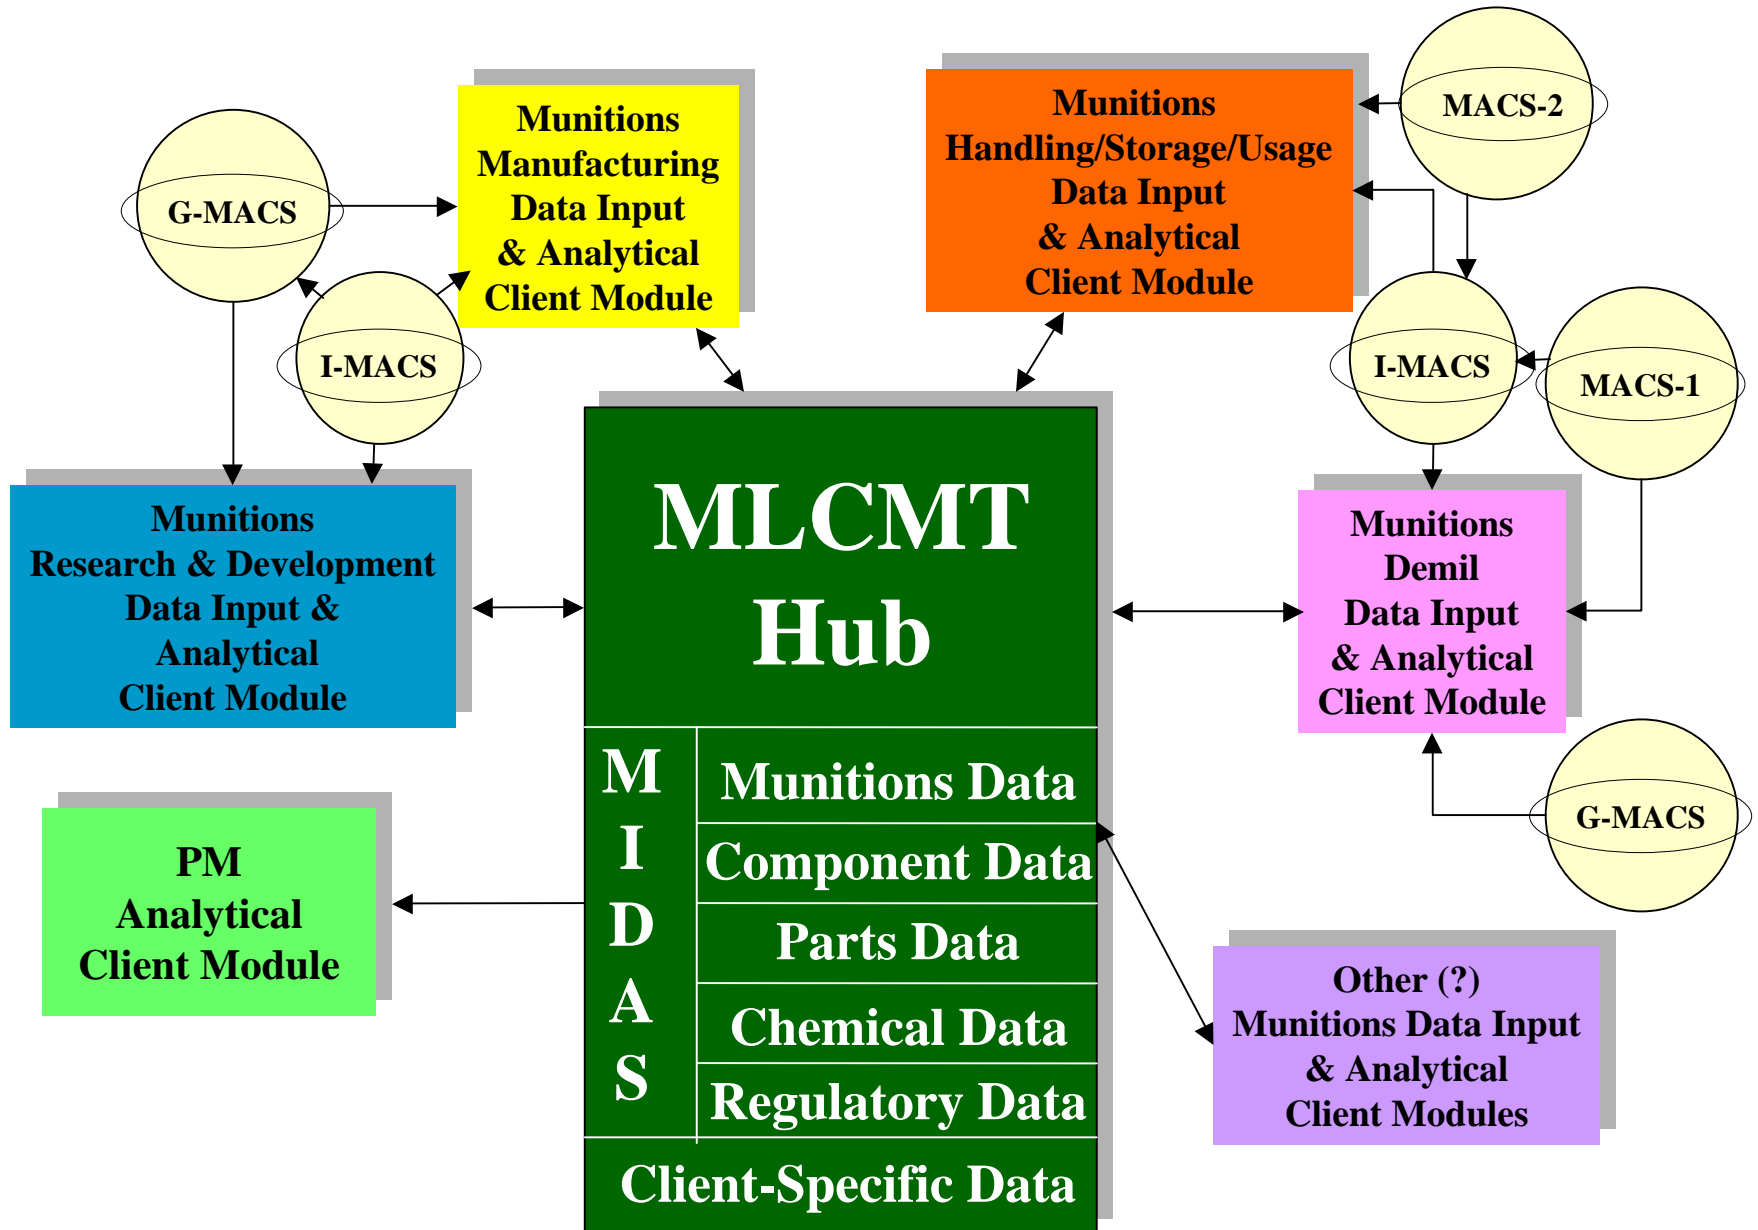 Munitions
Manufacturing
Data Input
& Analytical
Client Module
Munitions
Handling/Storage/Usage
Data Input
& Analytical
Client Module
MACS-2
G-MACS
I-MACS
I-MACS
MACS-1
Munitions
Research & Development
Data Input &
Analytical
Client Module
MLCMT
Hub
Munitions
Demil
Data Input
& Analytical
Client Module
G-MACS
PM
Analytical
Client Module
M
I
D
A
S
Munitions Data
Component Data
Parts Data
Chemical Data
Regulatory Data
Client-Specific Data
Other (?)
Munitions Data Input
& Analytical
Client Modules